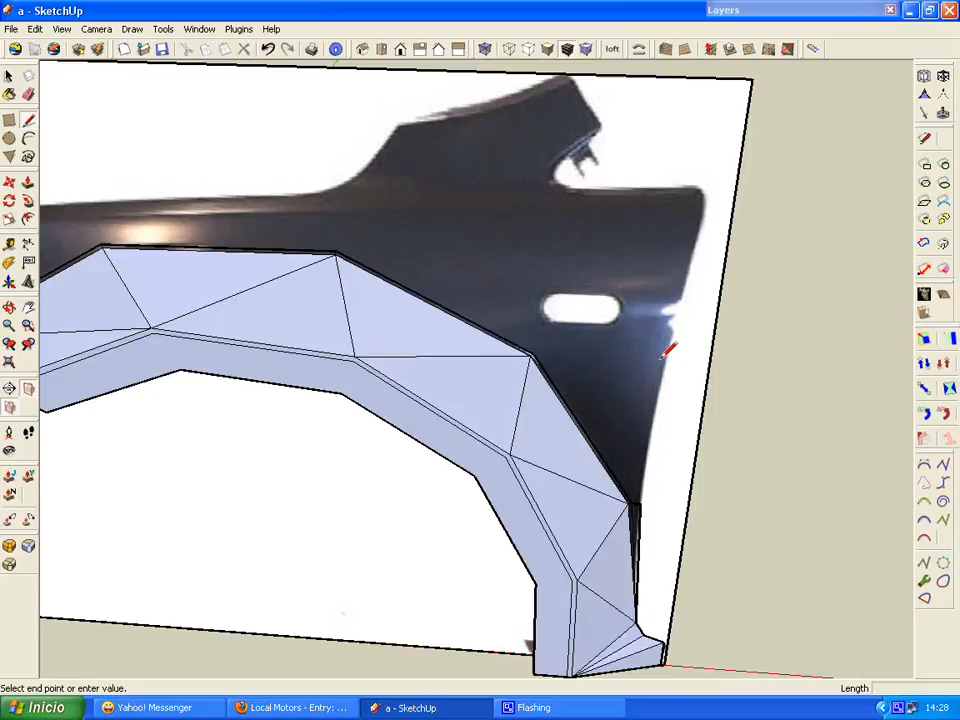 a - SketchUp
Layers
File Edit View Camera Draw Tools Window Plugins Help
loft
Select end point or enter value.
Length
Inicio
Yahoo! Messenger
Local Motors - Entry: ...
a - SketchUp
Flashing
14:28